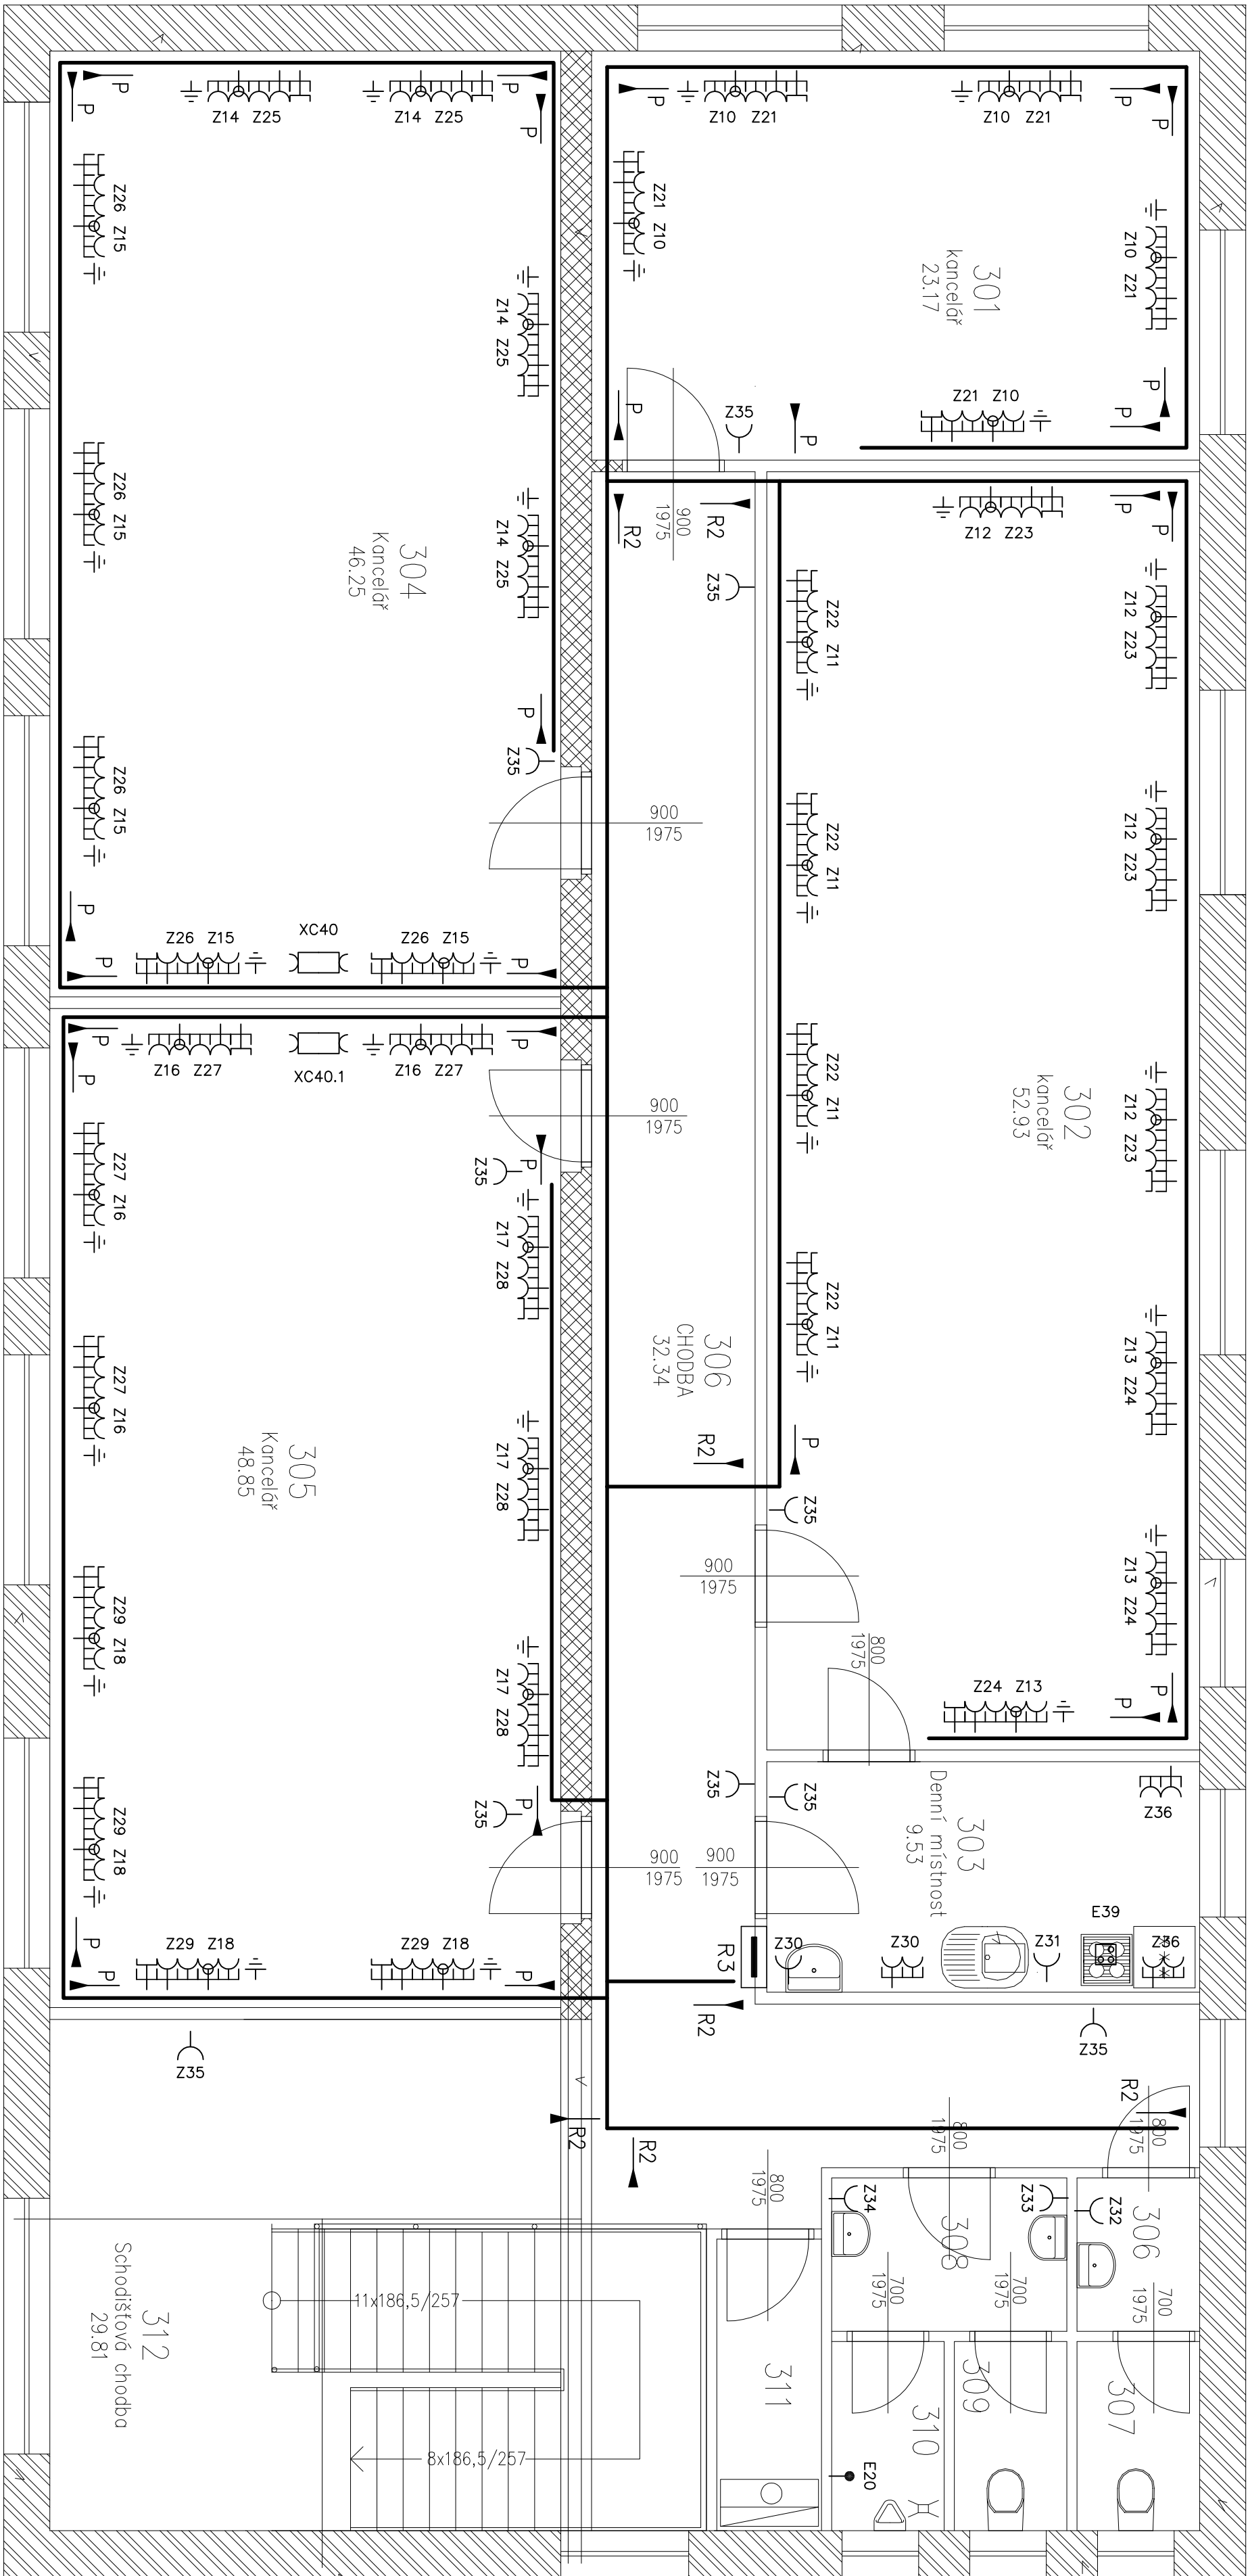 P
P
Z14 Z25
Z14 Z25
P
P
P
Z10 Z21
Z10 Z21
P
P
Z26 Z15
Z21 Z10
Z10 Z21
301
kancelář
23.17
Z14 Z25
P
P
P
Z35
P
Z21 Z10
Z26 Z15
304
Kancelář
46.25
Z14 Z25
R2
900
1975
R2
Z35
P
Z12 Z23
P
Z22 Z11
Z12 Z23
P
Z35
Z26 Z15
900
1975
Z22 Z11
Z12 Z23
P
P
Z26 Z15
XC40
Z26 Z15
P
P
P
Z16 Z27
XC40.1
Z16 Z27
P
900
1975
Z22 Z11
302
kancelář
52.93
Z12 Z23
P
Z35
Z27 Z16
Z17 Z28
Z22 Z11
306
CHODBA
32.34
Z27 Z16
305
Kancelář
48.85
Z17 Z28
R2
P
Z35
Z13 Z24
900
1975
Z29 Z18
Z17 Z28
800
1975
Z13 Z24
P
P
Z24 Z13
Z29 Z18
P
Z35
Z35
Z35
303
Denní místnost
9.53
Z36
900
1975
900
1975
P
P
Z29 Z18
Z29 Z18
P
R3
Z30
Z30
Z31
E39
Z36
R2
Z35
Z35
R2
R2
R2
800
1975
800
1975
800
1975
Z34
308
Z33
Z32
306
700
1975
700
1975
700
1975
11x186,5/257
312
Schodišťová chodba
29.81
311
310
309
307
8x186,5/257
E20